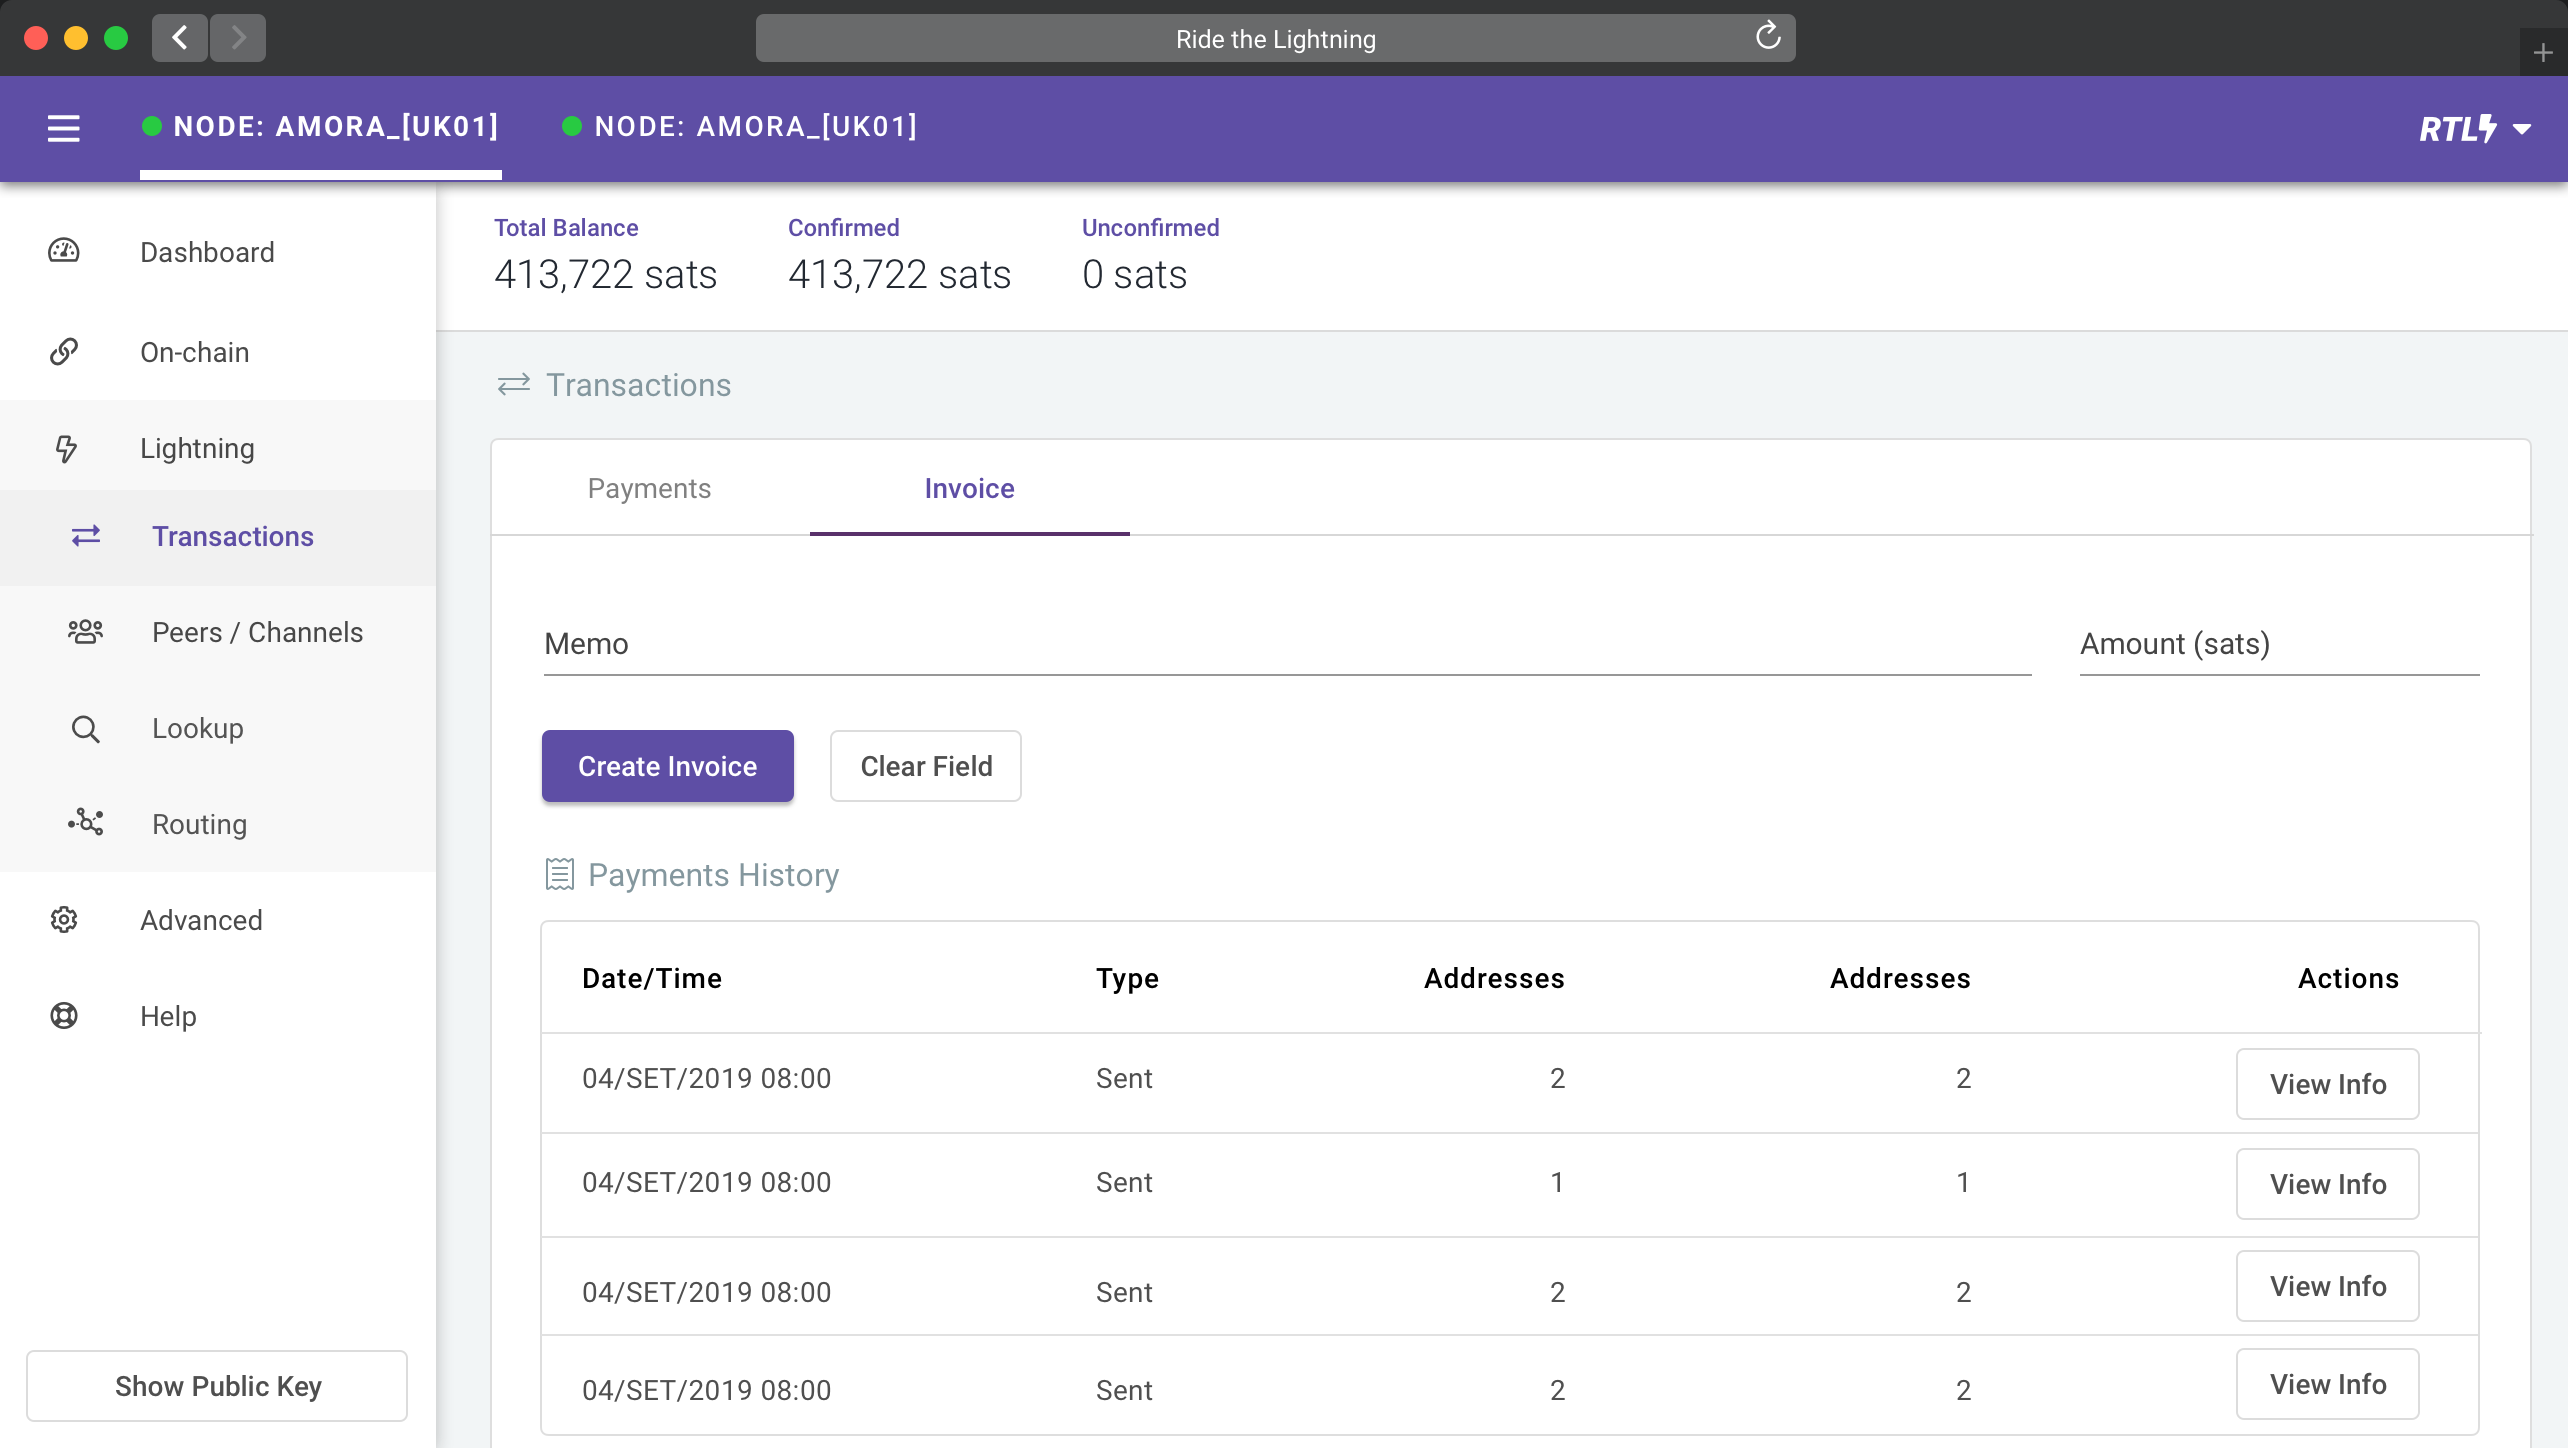 Ride the Lightning
NODE: AMORA_[UK01]
NODE: AMORA_[UK01]
RTL
Total Balance
Confirmed
Unconfirmed
413,722 sats
413,722 sats
0 sats
Dashboard
On-chain
Lightning
Transactions
Peers / Channels
Lookup
Routing
Advanced
Help
Show Public Key
Transactions
Payments
Invoice
Memo
Amount (sats)
Create Invoice
Clear Field
Payments History
Date/Time Type Addresses Addresses Actions
04/SET/2019 08:00 Sent 2 2 View Info
04/SET/2019 08:00 Sent 1 1 View Info
04/SET/2019 08:00 Sent 2 2 View Info
04/SET/2019 08:00 Sent 2 2 View Info